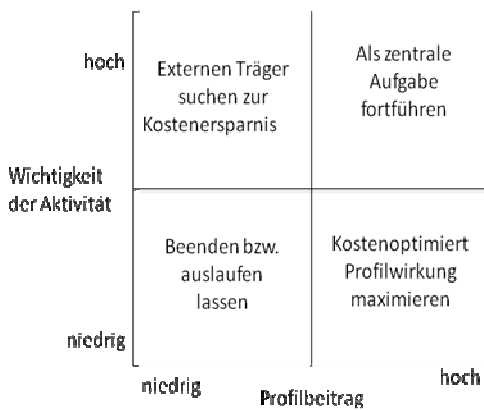 hoch
Externen Träger
suchen zur
Kostenersparnis
Als zentrale
Aufgabe
fortführen
Wichtigkeit
der Aktivität
Beenden bzw.
auslaufen
lassen
Kostenoptimiert
Profilwirkung
maximieren
niedrig
niedrig
Profilbeitrag
hoch